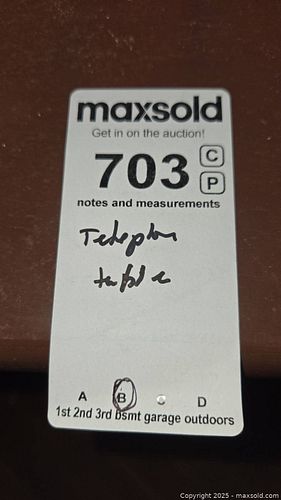 maxsold
Get in on the auction!
703 C
P
notes and measurements
Telephon
table
A B C D
1st 2nd 3rd bsmt garage outdoors
Copyright 2025 - maxsold.com